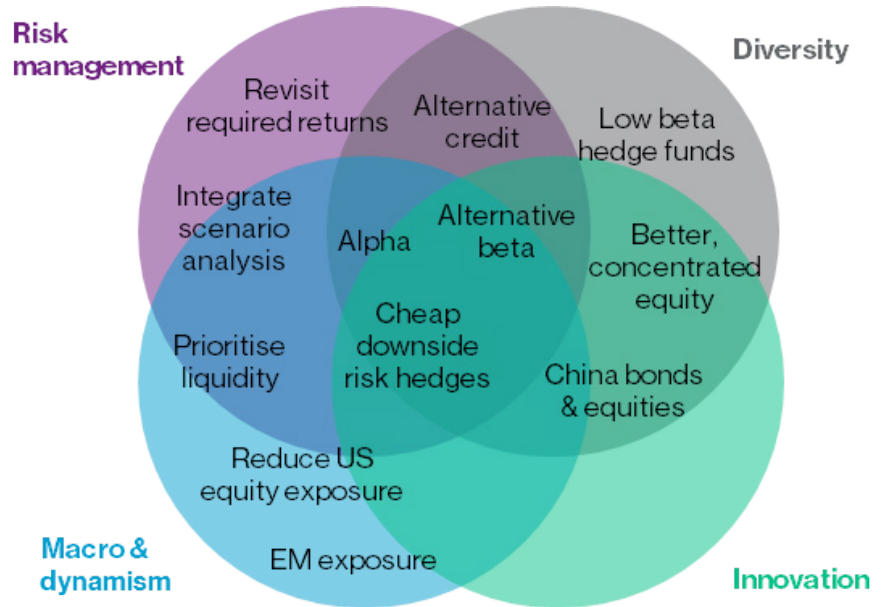 Risk
management
Diversity
Revisit
required returns
Alternative
credit
Low beta
hedge funds
Integrate
scenario
analysis
Alpha
Alternative
beta
Better,
concentrated
equity
Prioritise
liquidity
Cheap
downside
risk hedges
China bonds
& equities
Reduce US
equity exposure
EM exposure
Macro &
dynamism
Innovation